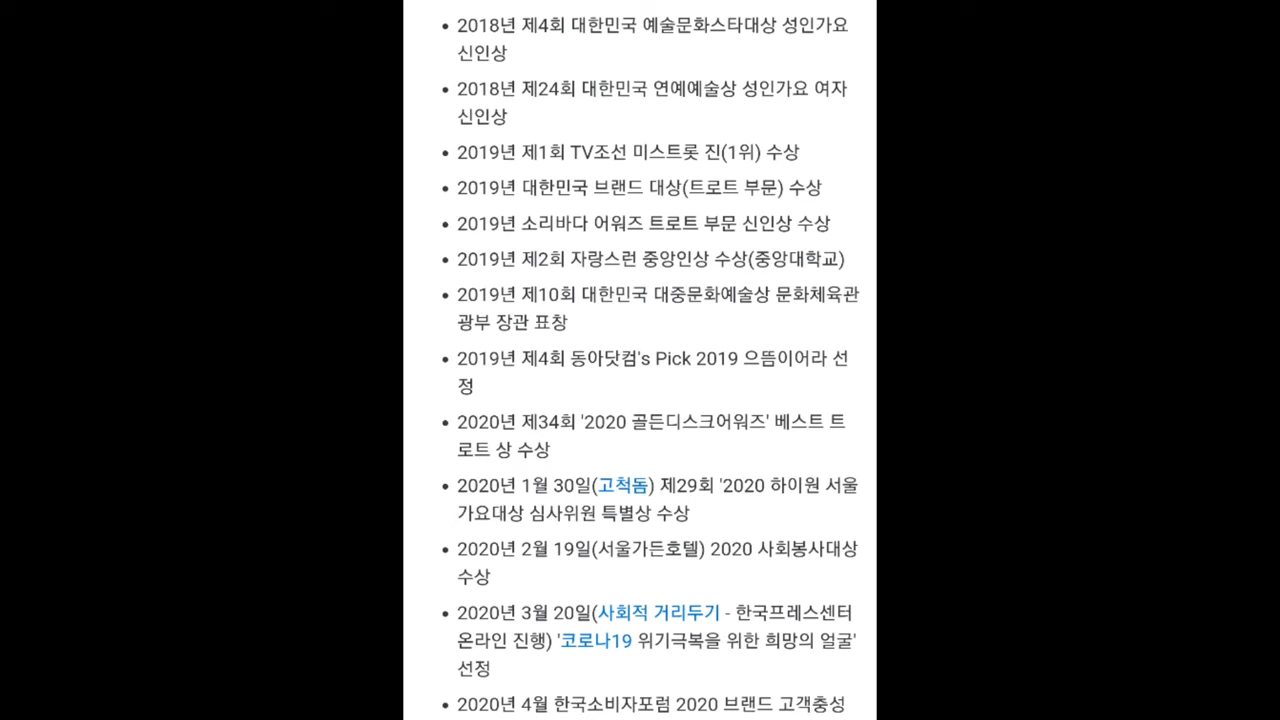 • 2018년 제4회 대한민국 예술문화스타대상 성인가요
신인상
• 2018년 제24회 대한민국 연예예술상 성인가요 여자
신인상
• 2019년 제1회 TV조선 미스트롯 진(1위) 수상
• 2019년 대한민국 브랜드 대상(트로트 부문) 수상
• 2019년 소리바다 어워즈 트로트 부문 신인상 수상
• 2019년 제2회 자랑스런 중앙인상 수상(중앙대학교)
• 2019년 제10회 대한민국 대중문화예술상 문화체육관
광부 장관 표창
• 2019년 제4회 동아닷컴's Pick 2019 으뜸이어라 선
정
• 2020년 제34회 '2020 골든디스크어워즈' 베스트 트
로트 상 수상
• 2020년 1월 30일(고척돔) 제29회 '2020 하이원 서울
가요대상 심사위원 특별상 수상
• 2020년 2월 19일(서울가든호텔) 2020 사회봉사대상
수상
• 2020년 3월 20일(사회적 거리두기 - 한국프레스센터
온라인 진행) '코로나19 위기극복을 위한 희망의 얼굴'
선정
• 2020년 4월 한국소비자포럼 2020 브랜드 고객충성